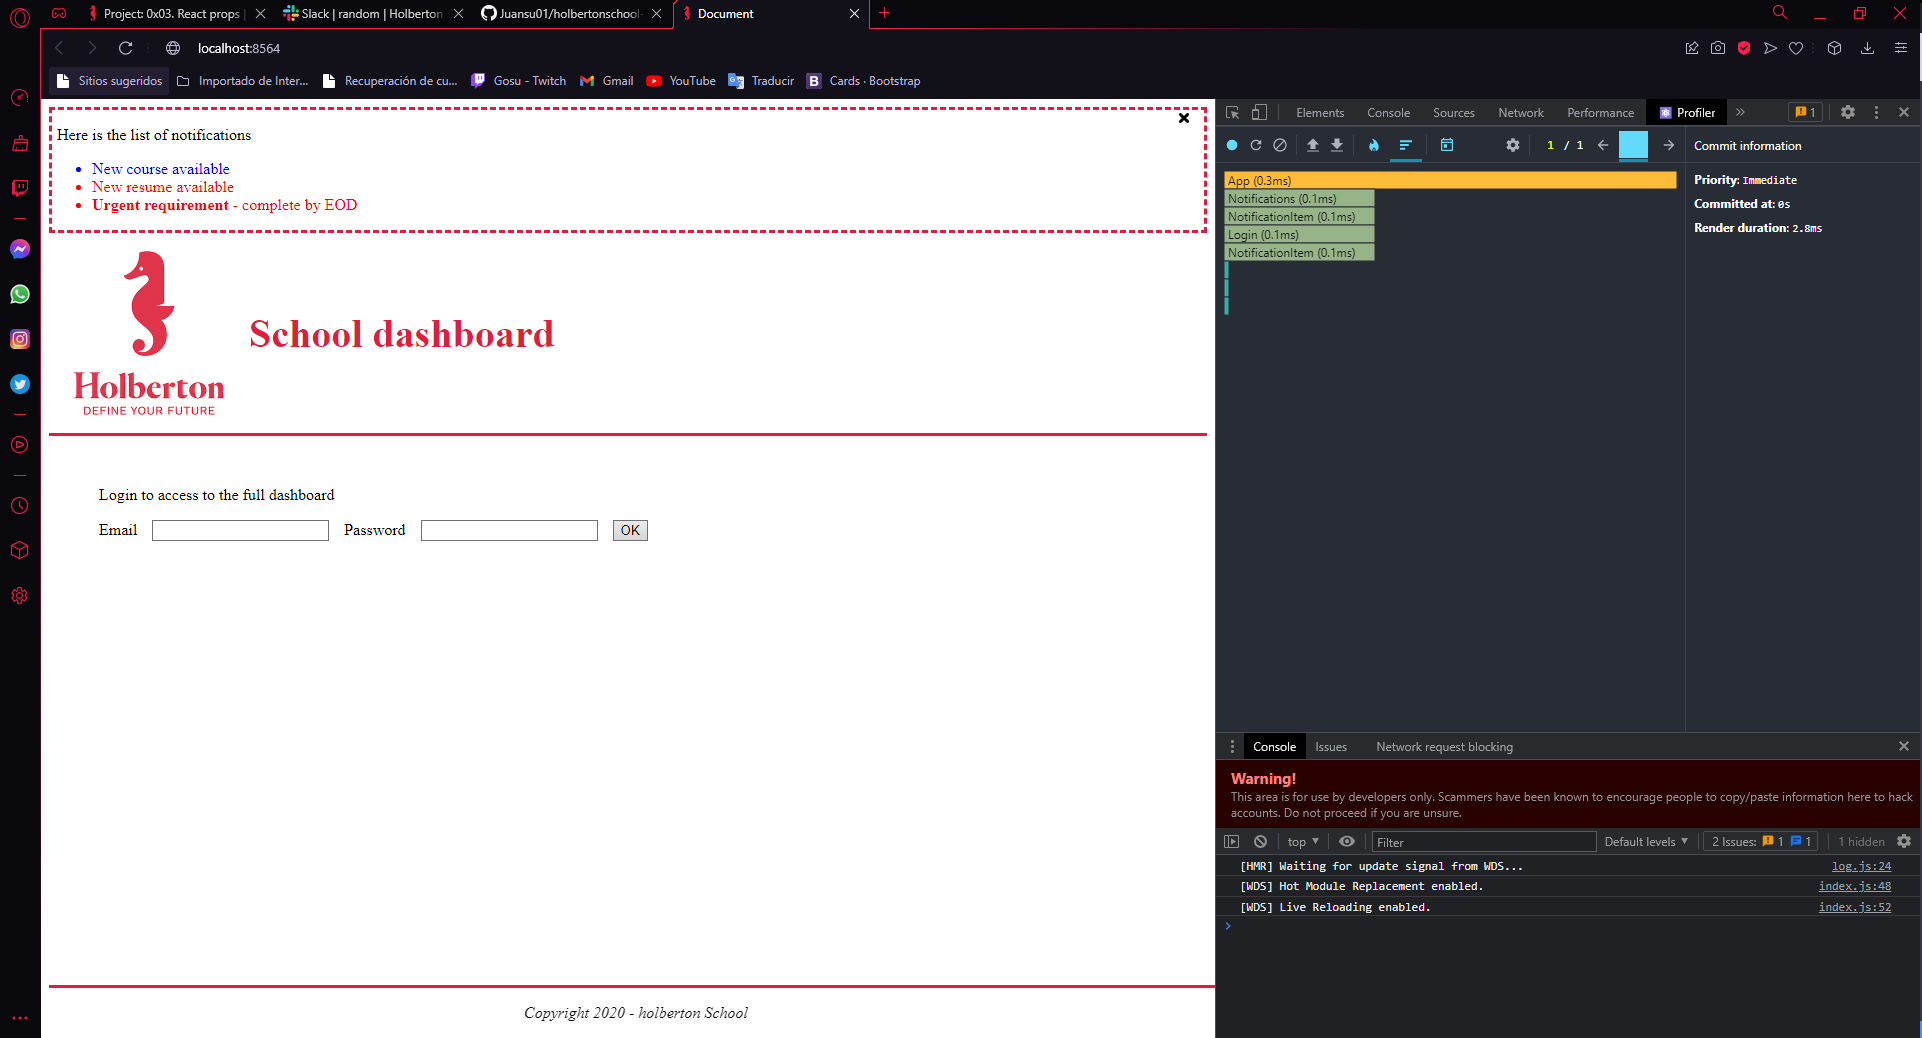 Project: 0x03. React props |
Slack | random | Holberton
Juansu01/holbertonschool-
Document
localhost:8564
Sitios sugeridos
Importado de Inter...
Recuperación de cu...
Gosu - Twitch
Gmail
YouTube
Traducir
B Cards · Bootstrap
Here is the list of notifications
New course available
New resume available
Urgent requirement - complete by EOD
School dashboard
Holberton
DEFINE YOUR FUTURE
Login to access to the full dashboard
Email Password OK
Copyright 2020 - holberton School
Elements Console Sources Network Performance Profiler » 1
1 / 1
Commit information
App (0.3ms)
Notifications (0.1ms)
NotificationItem (0.1ms)
Login (0.1ms)
NotificationItem (0.1ms)
Priority: Immediate
Committed at: 0s
Render duration: 2.8ms
Console Issues Network request blocking
Warning!
This area is for use by developers only. Scammers have been known to encourage people to copy/paste information here to hack
accounts. Do not proceed if you are unsure.
top Filter Default levels 2 Issues: 1 1 1 hidden
[HMR] Waiting for update signal from WDS... log.js:24
[WDS] Hot Module Replacement enabled. index.js:48
[WDS] Live Reloading enabled. index.js:52